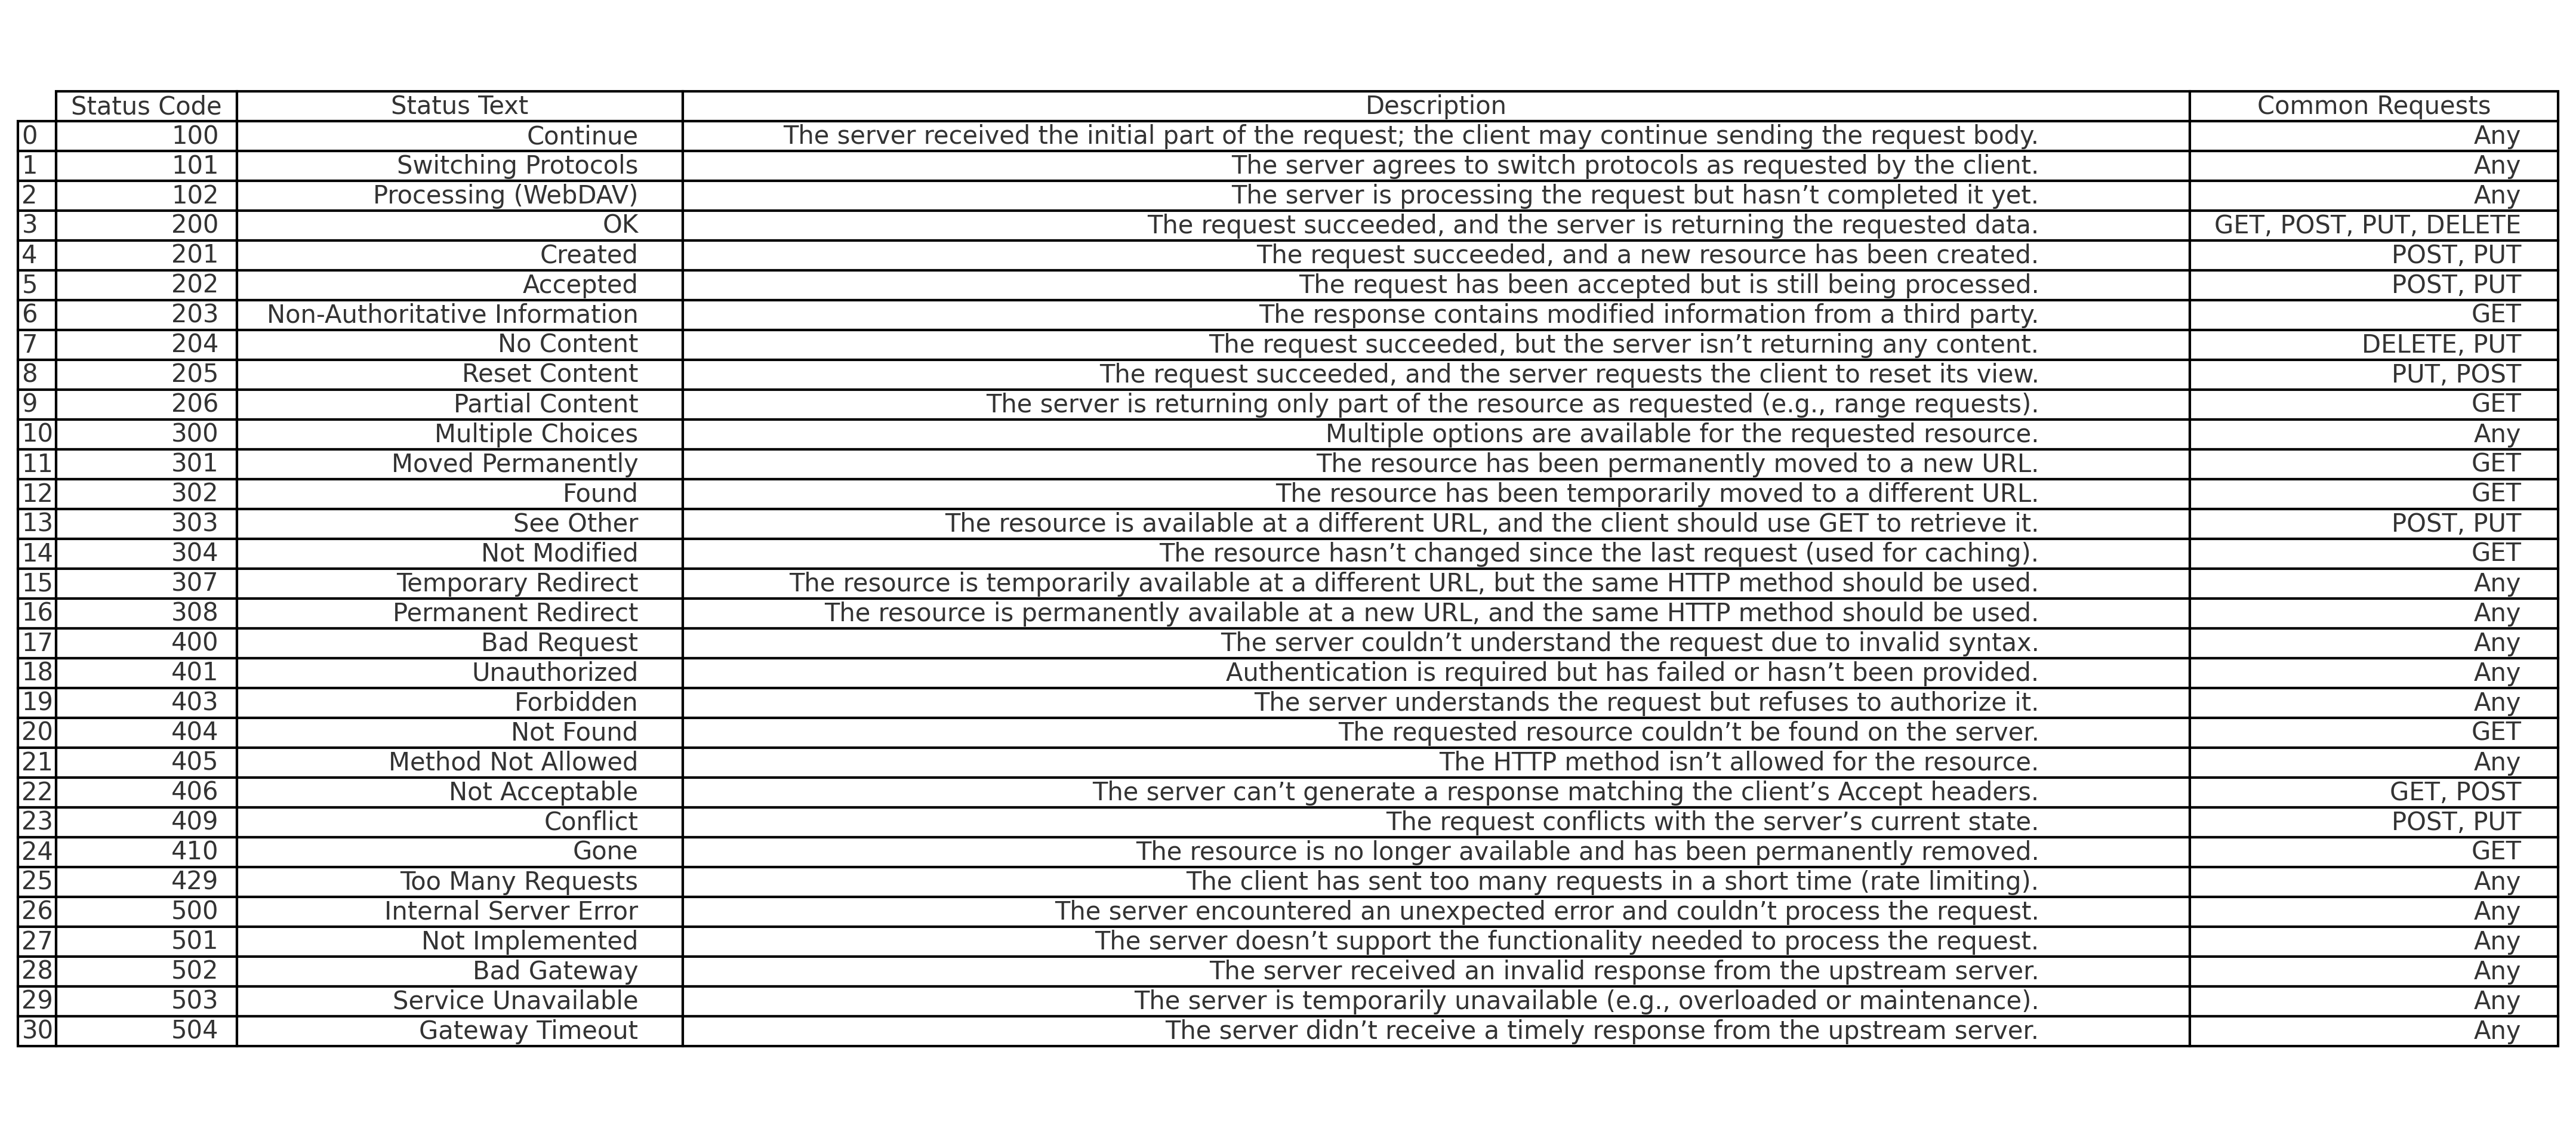 Status Code Status Text Description Common Requests
0 100 Continue The server received the initial part of the request; the client may continue sending the request body. Any
1 101 Switching Protocols The server agrees to switch protocols as requested by the client. Any
2 102 Processing (WebDAV) The server is processing the request but hasn’t completed it yet. Any
3 200 OK The request succeeded, and the server is returning the requested data. GET, POST, PUT, DELETE
4 201 Created The request succeeded, and a new resource has been created. POST, PUT
5 202 Accepted The request has been accepted but is still being processed. POST, PUT
6 203 Non-Authoritative Information The response contains modified information from a third party. GET
7 204 No Content The request succeeded, but the server isn’t returning any content. DELETE, PUT
8 205 Reset Content The request succeeded, and the server requests the client to reset its view. PUT, POST
9 206 Partial Content The server is returning only part of the resource as requested (e.g., range requests). GET
10 300 Multiple Choices Multiple options are available for the requested resource. Any
11 301 Moved Permanently The resource has been permanently moved to a new URL. GET
12 302 Found The resource has been temporarily moved to a different URL. GET
13 303 See Other The resource is available at a different URL, and the client should use GET to retrieve it. POST, PUT
14 304 Not Modified The resource hasn’t changed since the last request (used for caching). GET
15 307 Temporary Redirect The resource is temporarily available at a different URL, but the same HTTP method should be used. Any
16 308 Permanent Redirect The resource is permanently available at a new URL, and the same HTTP method should be used. Any
17 400 Bad Request The server couldn’t understand the request due to invalid syntax. Any
18 401 Unauthorized Authentication is required but has failed or hasn’t been provided. Any
19 403 Forbidden The server understands the request but refuses to authorize it. Any
20 404 Not Found The requested resource couldn’t be found on the server. GET
21 405 Method Not Allowed The HTTP method isn’t allowed for the resource. Any
22 406 Not Acceptable The server can’t generate a response matching the client’s Accept headers. GET, POST
23 409 Conflict The request conflicts with the server’s current state. POST, PUT
24 410 Gone The resource is no longer available and has been permanently removed. GET
25 429 Too Many Requests The client has sent too many requests in a short time (rate limiting). Any
26 500 Internal Server Error The server encountered an unexpected error and couldn’t process the request. Any
27 501 Not Implemented The server doesn’t support the functionality needed to process the request. Any
28 502 Bad Gateway The server received an invalid response from the upstream server. Any
29 503 Service Unavailable The server is temporarily unavailable (e.g., overloaded or maintenance). Any
30 504 Gateway Timeout The server didn’t receive a timely response from the upstream server. Any